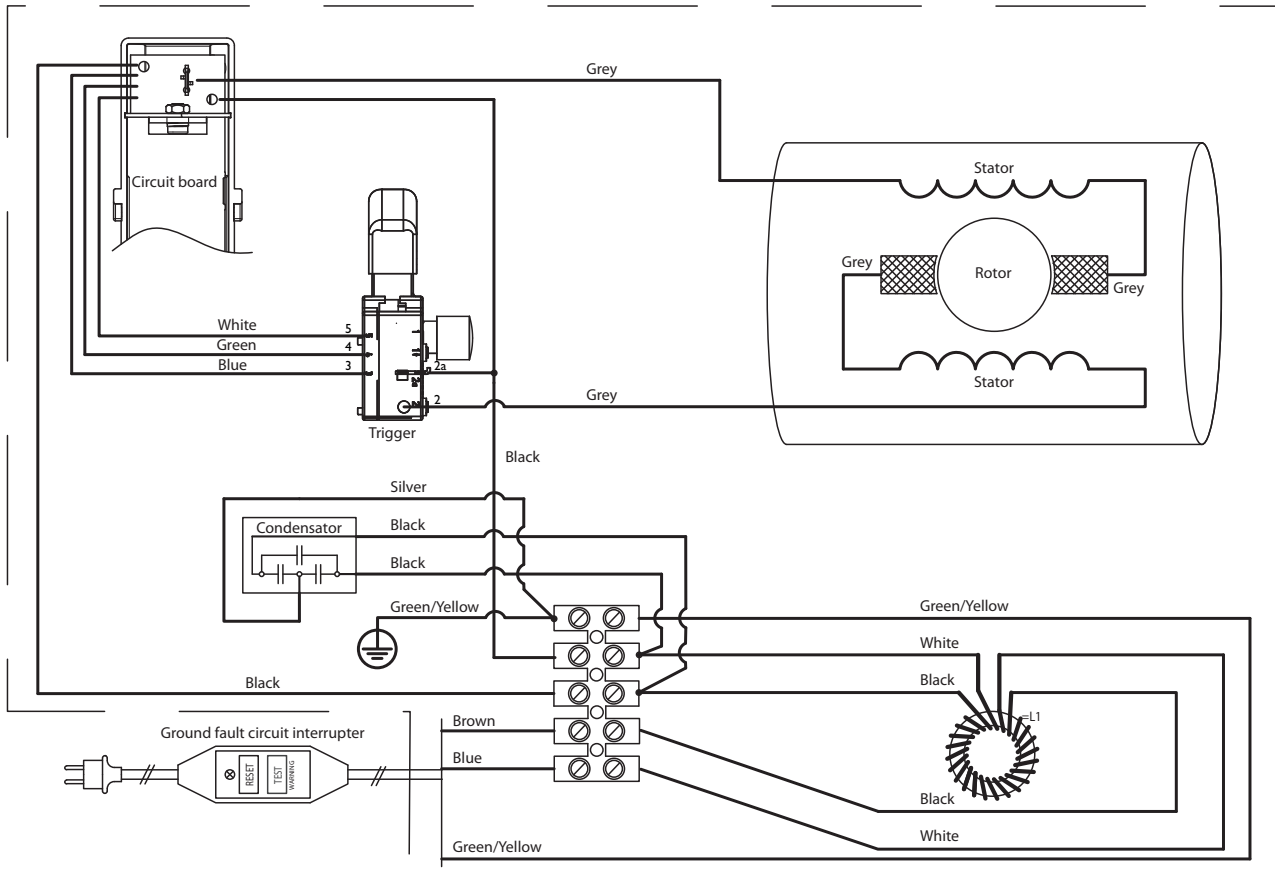 Grey
Circuit board
Stator
Grey
Rotor
Grey
White
5
Green
4
Blue
3
1
2a
2
Stator
Grey
Trigger
Black
Silver
Condensator
Black
Black
Green/Yellow
Green/Yellow
White
Black
Black
=L1
Ground fault circuit interrupter
Brown
RESET
TEST
WARNING
Blue
Black
White
Green/Yellow